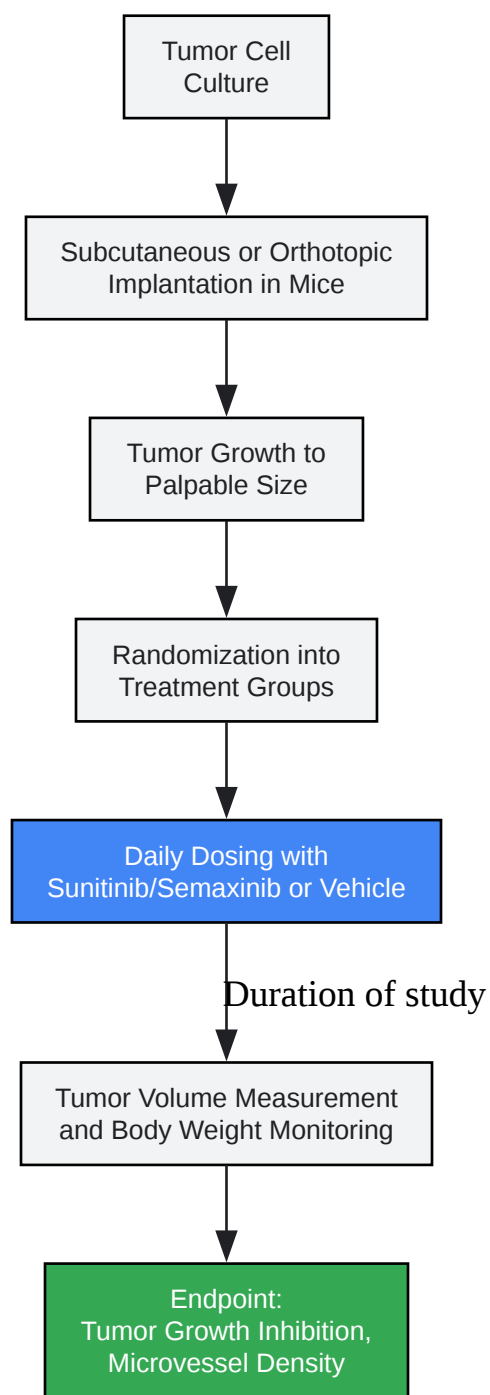 Tumor Cell
Culture
Subcutaneous or Orthotopic
Implantation in Mice
Tumor Growth to
Palpable Size
Randomization into
Treatment Groups
Daily Dosing with
Sunitinib/Semaxinib or Vehicle
Duration of study
Tumor Volume Measurement
and Body Weight Monitoring
Endpoint:
Tumor Growth Inhibition,
Microvessel Density